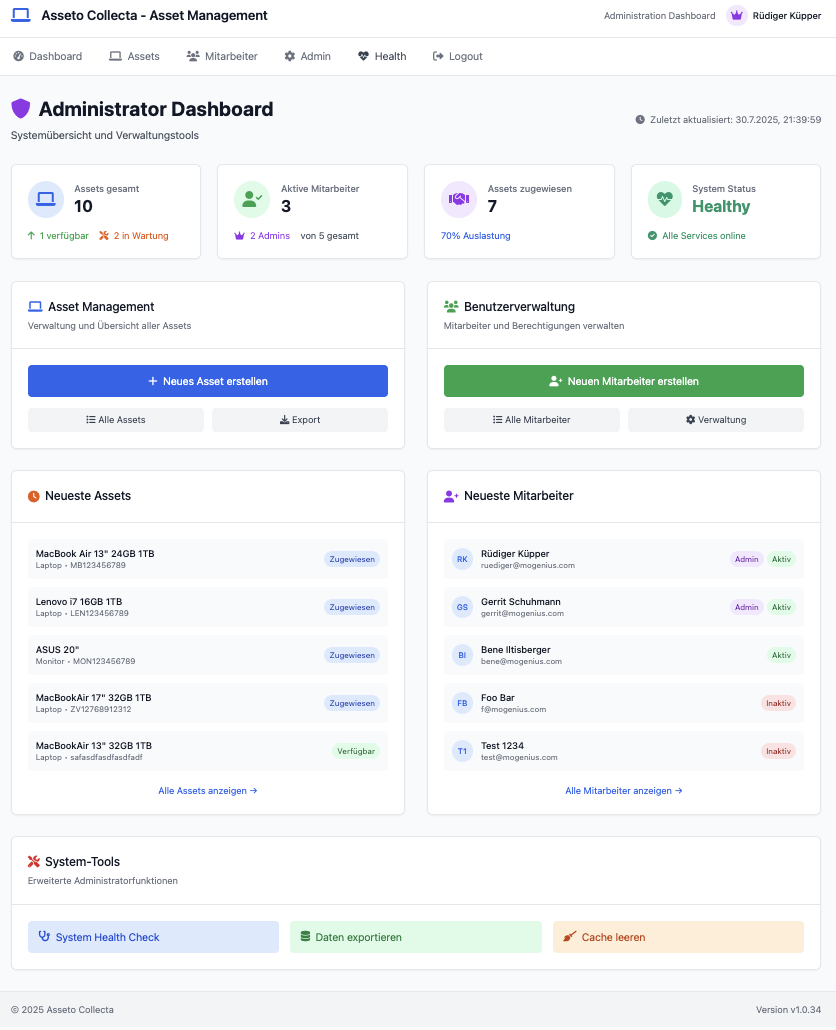 Asseto Collecta - Asset Management
Administration Dashboard
Rüdiger Küpper
Dashboard
Assets
Mitarbeiter
Admin
Health
Logout
Administrator Dashboard
Systemübersicht und Verwaltungstools
Zuletzt aktualisiert: 30.7.2025, 21:39:59
Assets gesamt
10
1 verfügbar
2 in Wartung
Aktive Mitarbeiter
3
2 Admins
von 5 gesamt
Assets zugewiesen
7
70% Auslastung
System Status
Healthy
Alle Services online
Asset Management
Verwaltung und Übersicht aller Assets
Neues Asset erstellen
Alle Assets
Export
Benutzerverwaltung
Mitarbeiter und Berechtigungen verwalten
Neuen Mitarbeiter erstellen
Alle Mitarbeiter
Verwaltung
Neueste Assets
MacBook Air 13" 24GB 1TB
Laptop • MB123456789
Zugewiesen
Lenovo i7 16GB 1TB
Laptop • LEN123456789
Zugewiesen
ASUS 20"
Monitor • MON123456789
Zugewiesen
MacBookAir 17" 32GB 1TB
Laptop • ZV12768912312
Zugewiesen
MacBookAir 13" 32GB 1TB
Laptop • safasdfasdfasdfadf
Verfügbar
Alle Assets anzeigen →
Neueste Mitarbeiter
RK
Rüdiger Küpper
ruediger@mogenius.com
Admin
Aktiv
GS
Gerrit Schuhmann
gerrit@mogenius.com
Admin
Aktiv
BI
Bene Iltisberger
bene@mogenius.com
Aktiv
FB
Foo Bar
f@mogenius.com
Inaktiv
T1
Test 1234
test@mogenius.com
Inaktiv
Alle Mitarbeiter anzeigen →
System-Tools
Erweiterte Administratorfunktionen
System Health Check
Daten exportieren
Cache leeren
© 2025 Asseto Collecta
Version v1.0.34